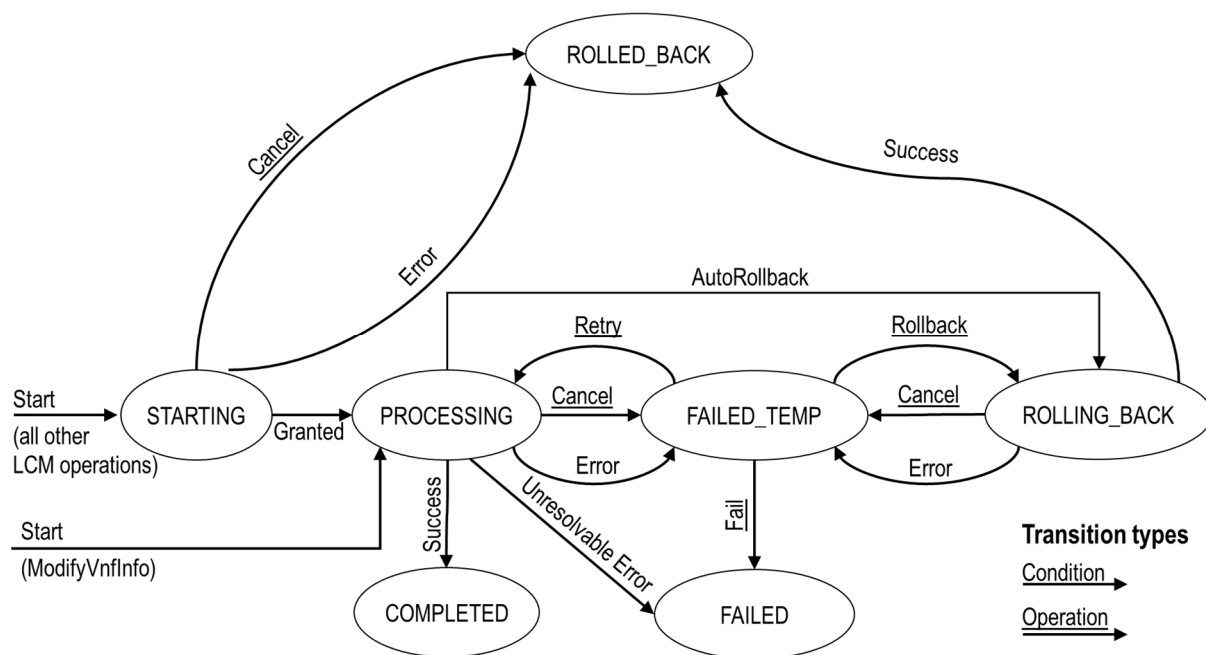 ROLLED_BACK
Cancel
Success
Error
AutoRollback
Retry
Rollback
Start
(all other
LCM operations)
STARTING
Granted
PROCESSING
Cancel
FAILED_TEMP
Cancel
ROLLING_BACK
Error
Error
Start
(ModifyVnfInfo)
Success
Unresolvable Error
Fail
COMPLETED
FAILED
Transition types
Condition
Operation